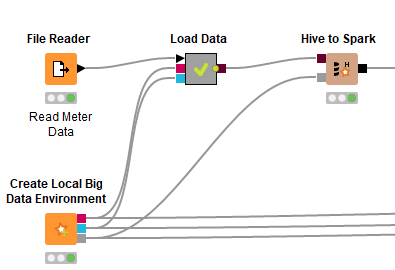 File Reader
Load Data
Hive to Spark
H
Read Meter
Data
Create Local Big
Data Environment